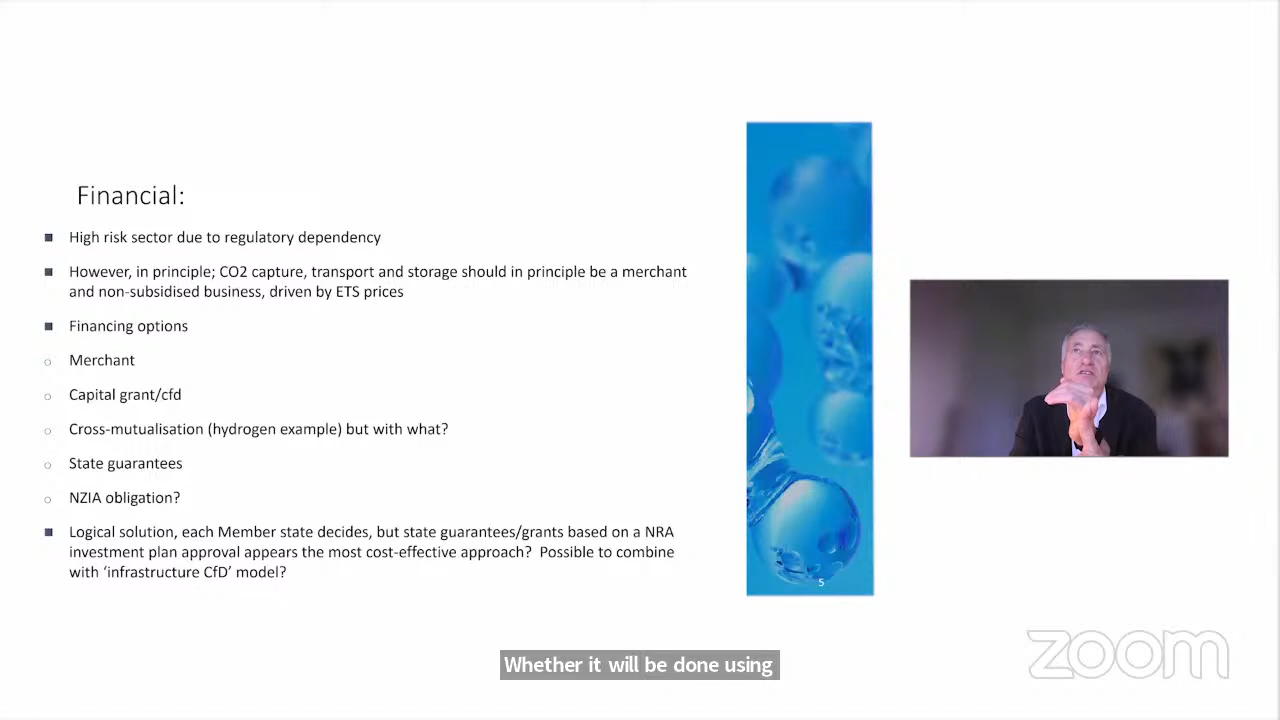 Financial:
■ High risk sector due to regulatory dependency
■ However, in principle; CO2 capture, transport and storage should in principle be a merchant
and non-subsidised business, driven by ETS prices
■ Financing options
○ Merchant
○ Capital grant/cfd
○ Cross-mutualisation (hydrogen example) but with what?
○ State guarantees
○ NZIA obligation?
■ Logical solution, each Member state decides, but state guarantees/grants based on a NRA
investment plan approval appears the most cost-effective approach? Possible to combine
with ‘infrastructure CfD’ model?
5
Whether it will be done using
zoom